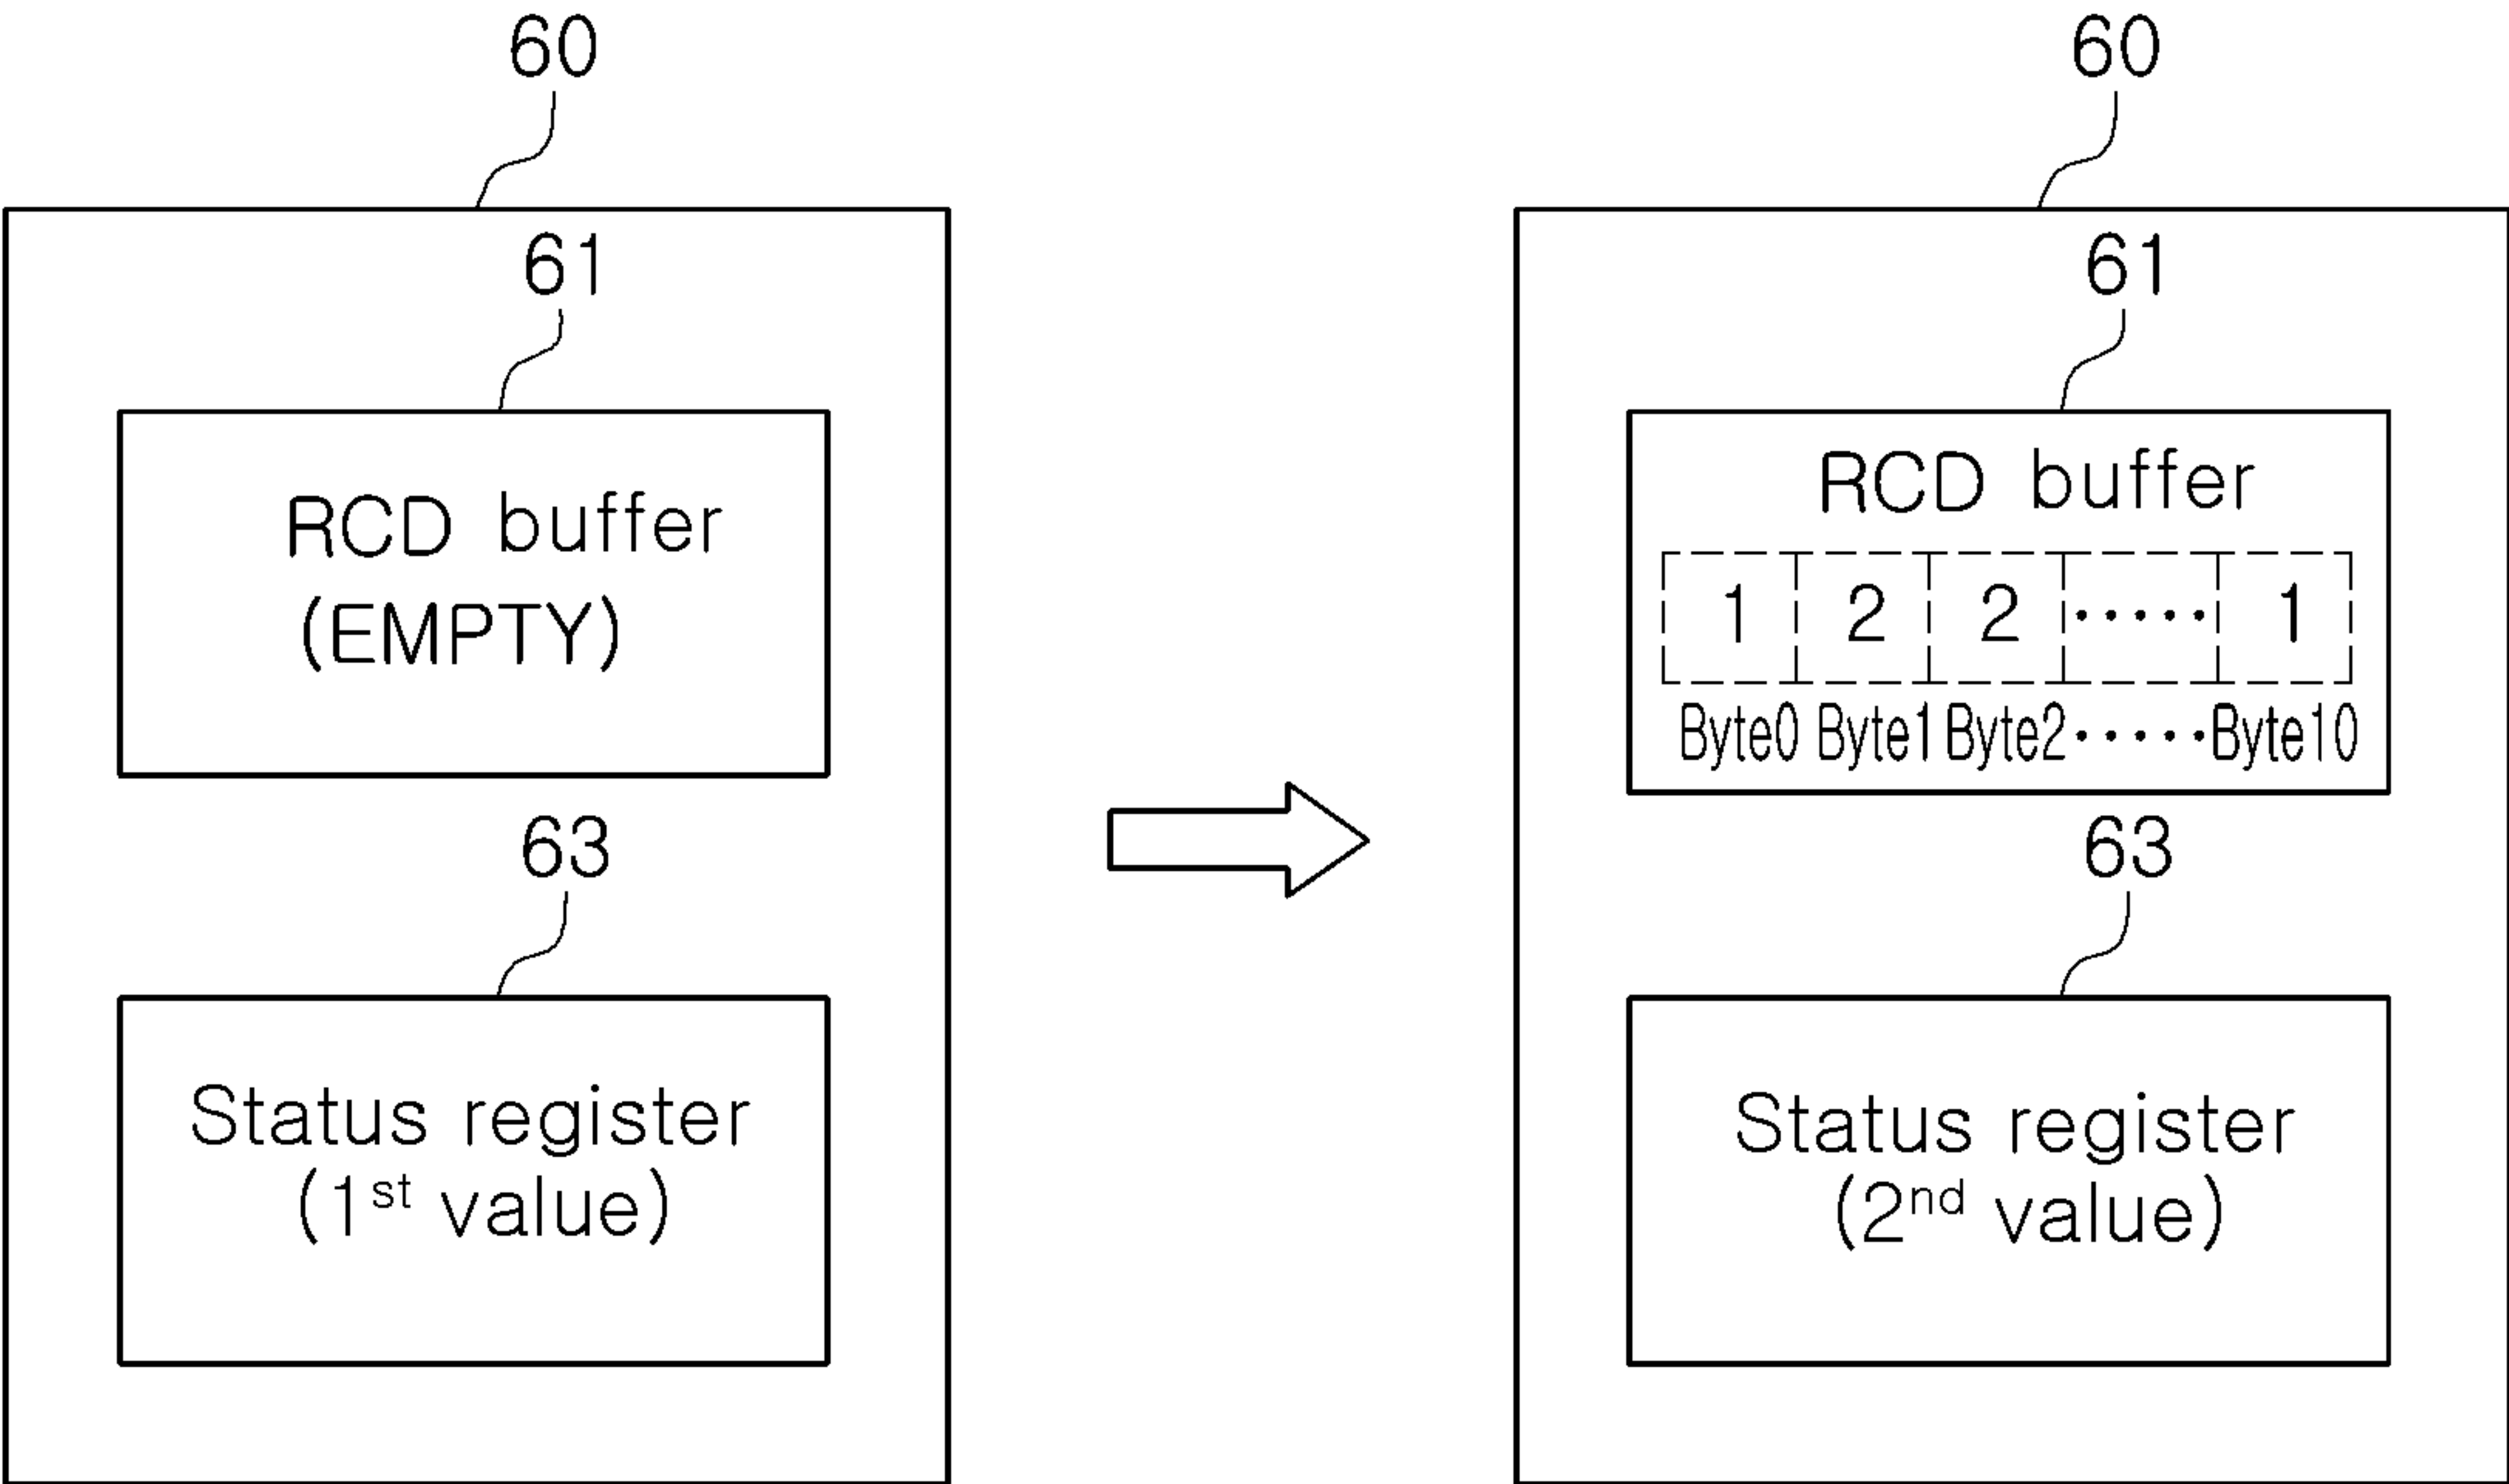 60
61
RCD buffer
(EMPTY)
63
Status register
(1st value)
60
61
RCD buffer
1 2 2 ····· 1
Byte0 Byte1 Byte2 ····· Byte10
63
Status register
(2nd value)